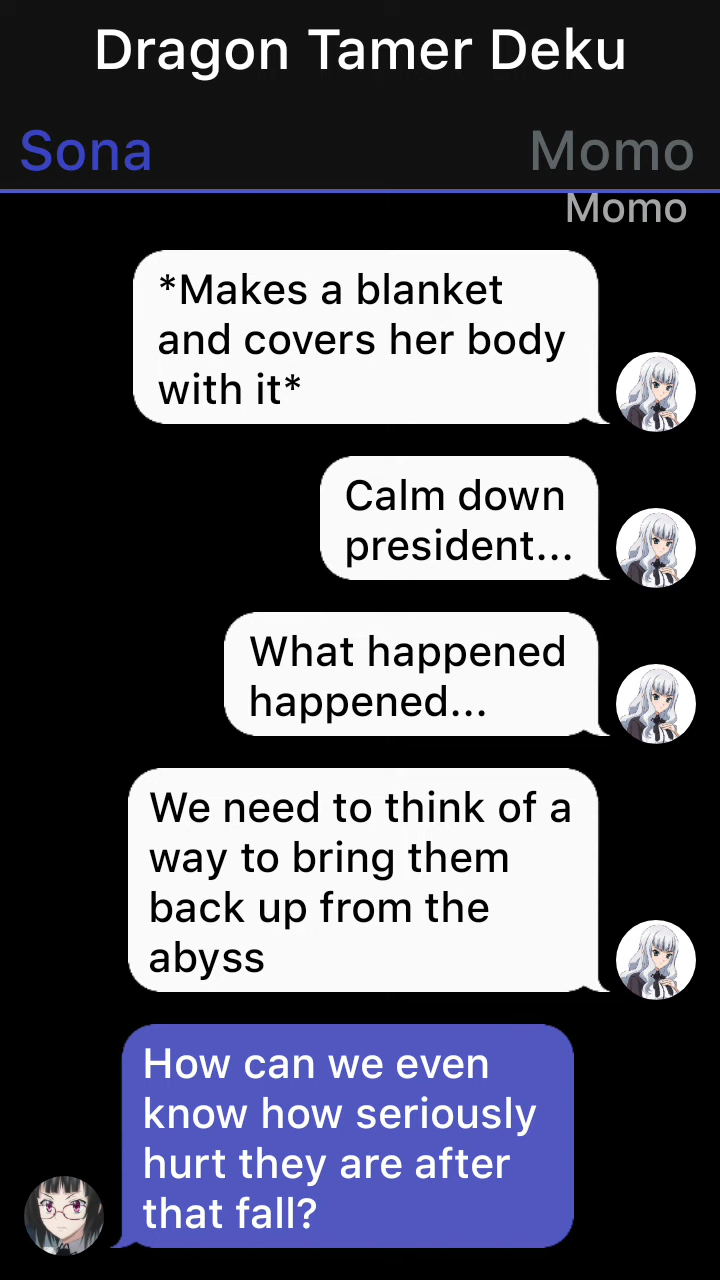 Dragon Tamer Deku
Sona
Momo
Momo
*Makes a blanket
and covers her body
with it*
Calm down
president...
What happened
happened...
We need to think of a
way to bring them
back up from the
abyss
How can we even
know how seriously
hurt they are after
that fall?